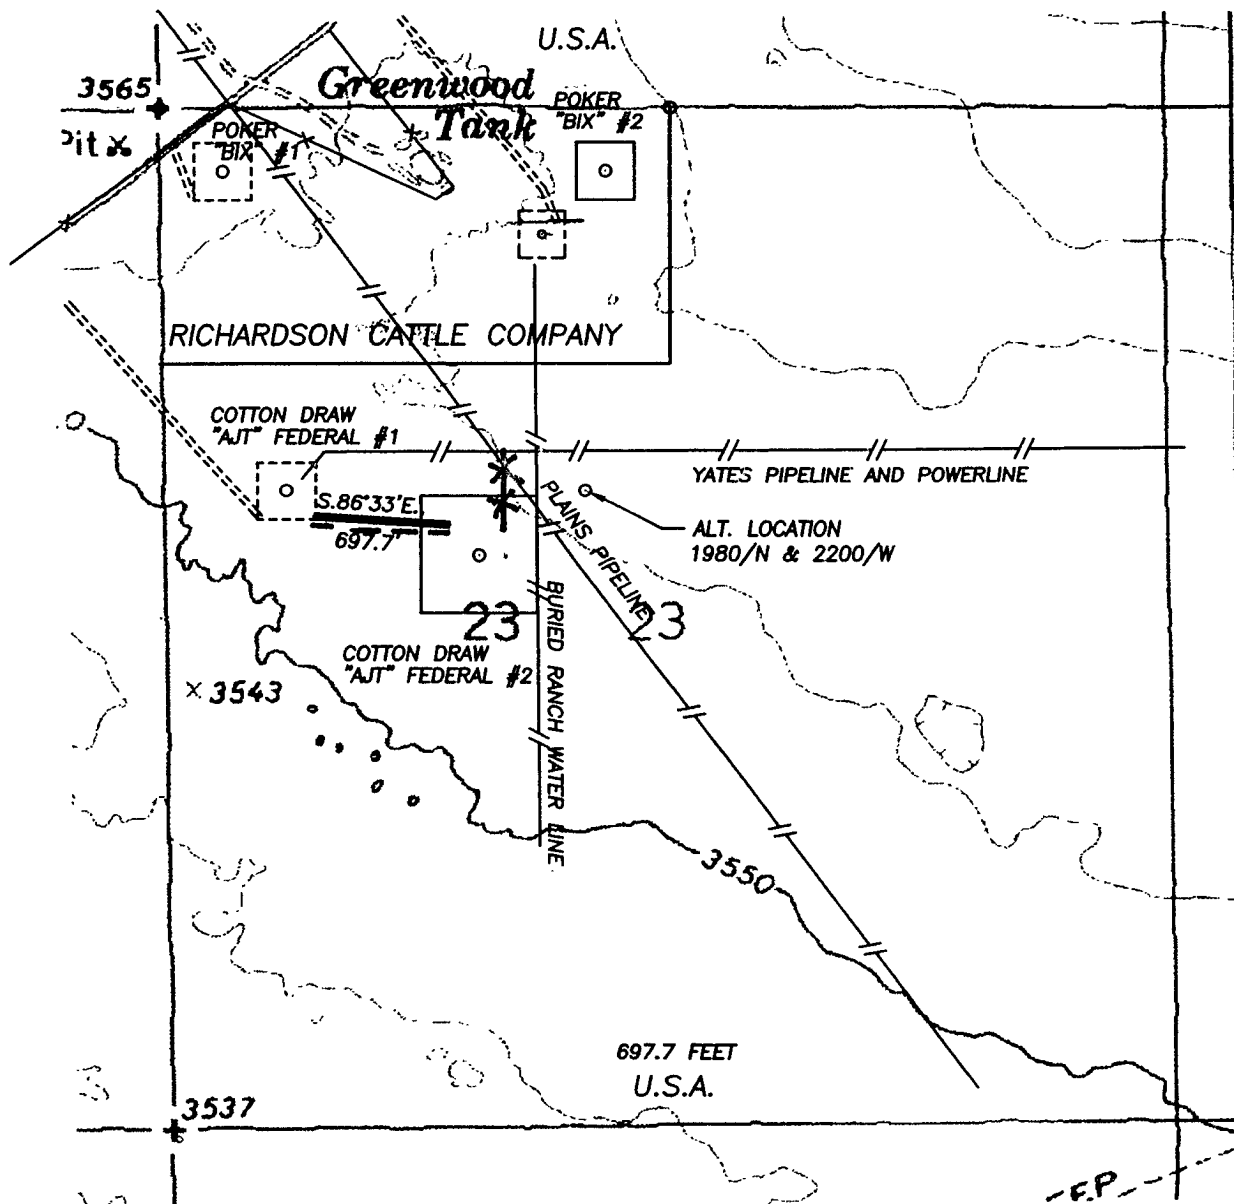 U.S.A.
3565
Greenwood
Tank
POKER
"BIX" #2
Pit
POKER
"BIX" #1
RICHARDSON CATTLE COMPANY
COTTON DRAW
"AJT" FEDERAL #1
YATES PIPELINE AND POWERLINE
S.86°33'E.
697.7'
PLAINS PIPELINE
ALT. LOCATION
1980/N & 2200/W
BURIED RANCH WATER LINE
23
23
COTTON DRAW
"AJT" FEDERAL #2
3543
3550
697.7 FEET
U.S.A.
3537
F.P.